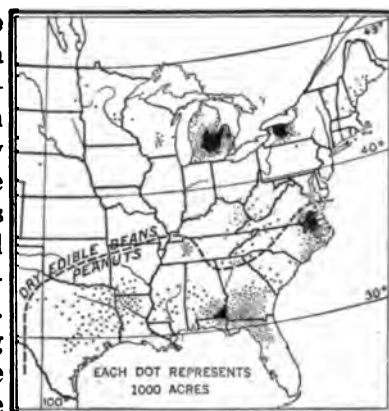 45°
40°
DRY EDIBLE BEANS
PEANUTS
30°
EACH DOT REPRESENTS
1000 ACRES
100°